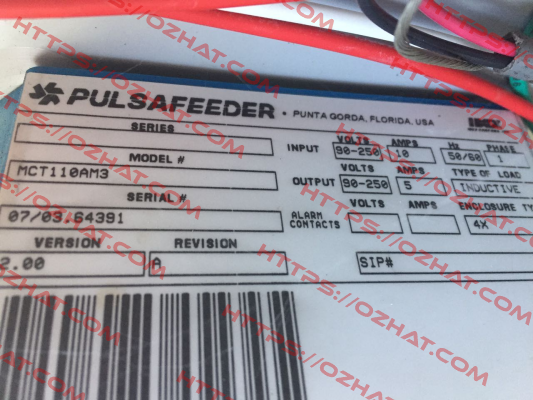 PULSAFEEDER • PUNTA GORDA, FLORIDA, USA
IDEX
SERIES
MODEL #
MCT110AM3
SERIAL #
07/03.64391
VERSION REVISION
2.00 A
VOLTS AMPS Hz PHASE
INPUT 90-250 10 50/60 1
VOLTS AMPS TYPE OF LOAD
OUTPUT 90-250 5 INDUCTIVE
VOLTS AMPS ENCLOSURE TY
ALARM CONTACTS 4X
SIP#
HTTPS://OZHAT.COM